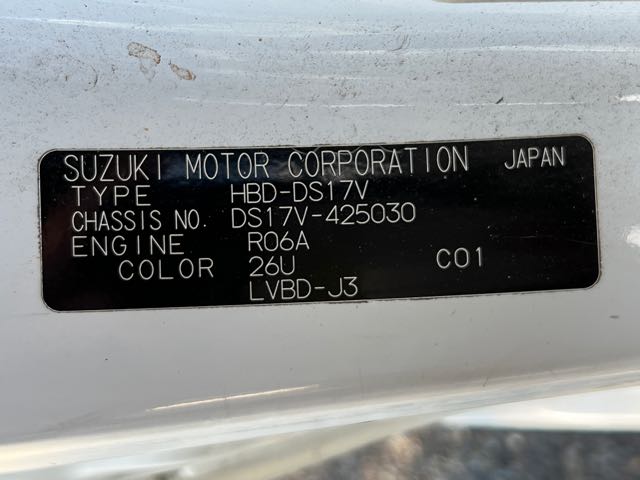 SUZUKI MOTOR CORPORATION JAPAN
TYPE HBD-DS17V
CHASSIS NO. DS17V-425030
ENGINE R06A
COLOR 26U C01
LVBD-J3